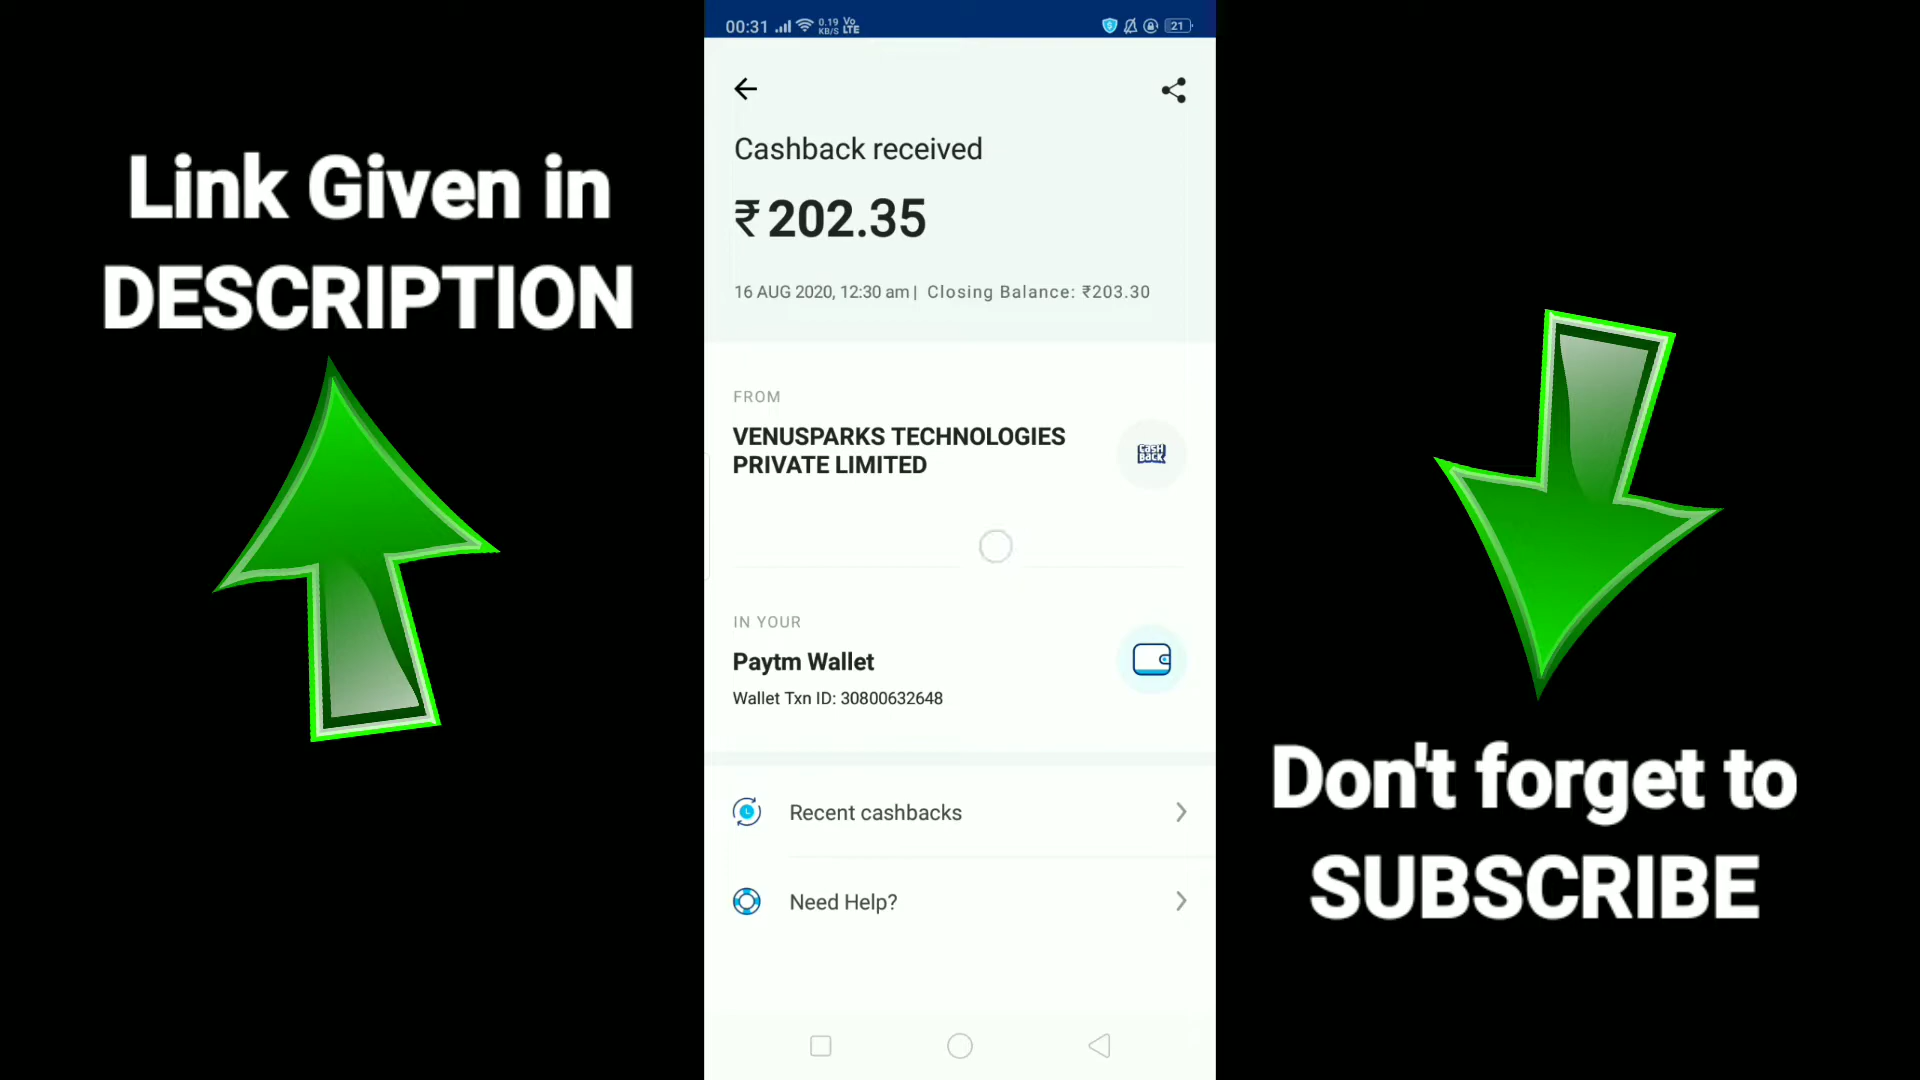 00:31 0.19 KB/S Vo LTE 21
Link Given in
DESCRIPTION
Cashback received
₹202.35
16 AUG 2020, 12:30 am | Closing Balance: ₹203.30
FROM
VENUSPARKS TECHNOLOGIES
PRIVATE LIMITED
CASH
BACK
IN YOUR
Paytm Wallet
Wallet Txn ID: 30800632648
Recent cashbacks
Need Help?
Don't forget to
SUBSCRIBE